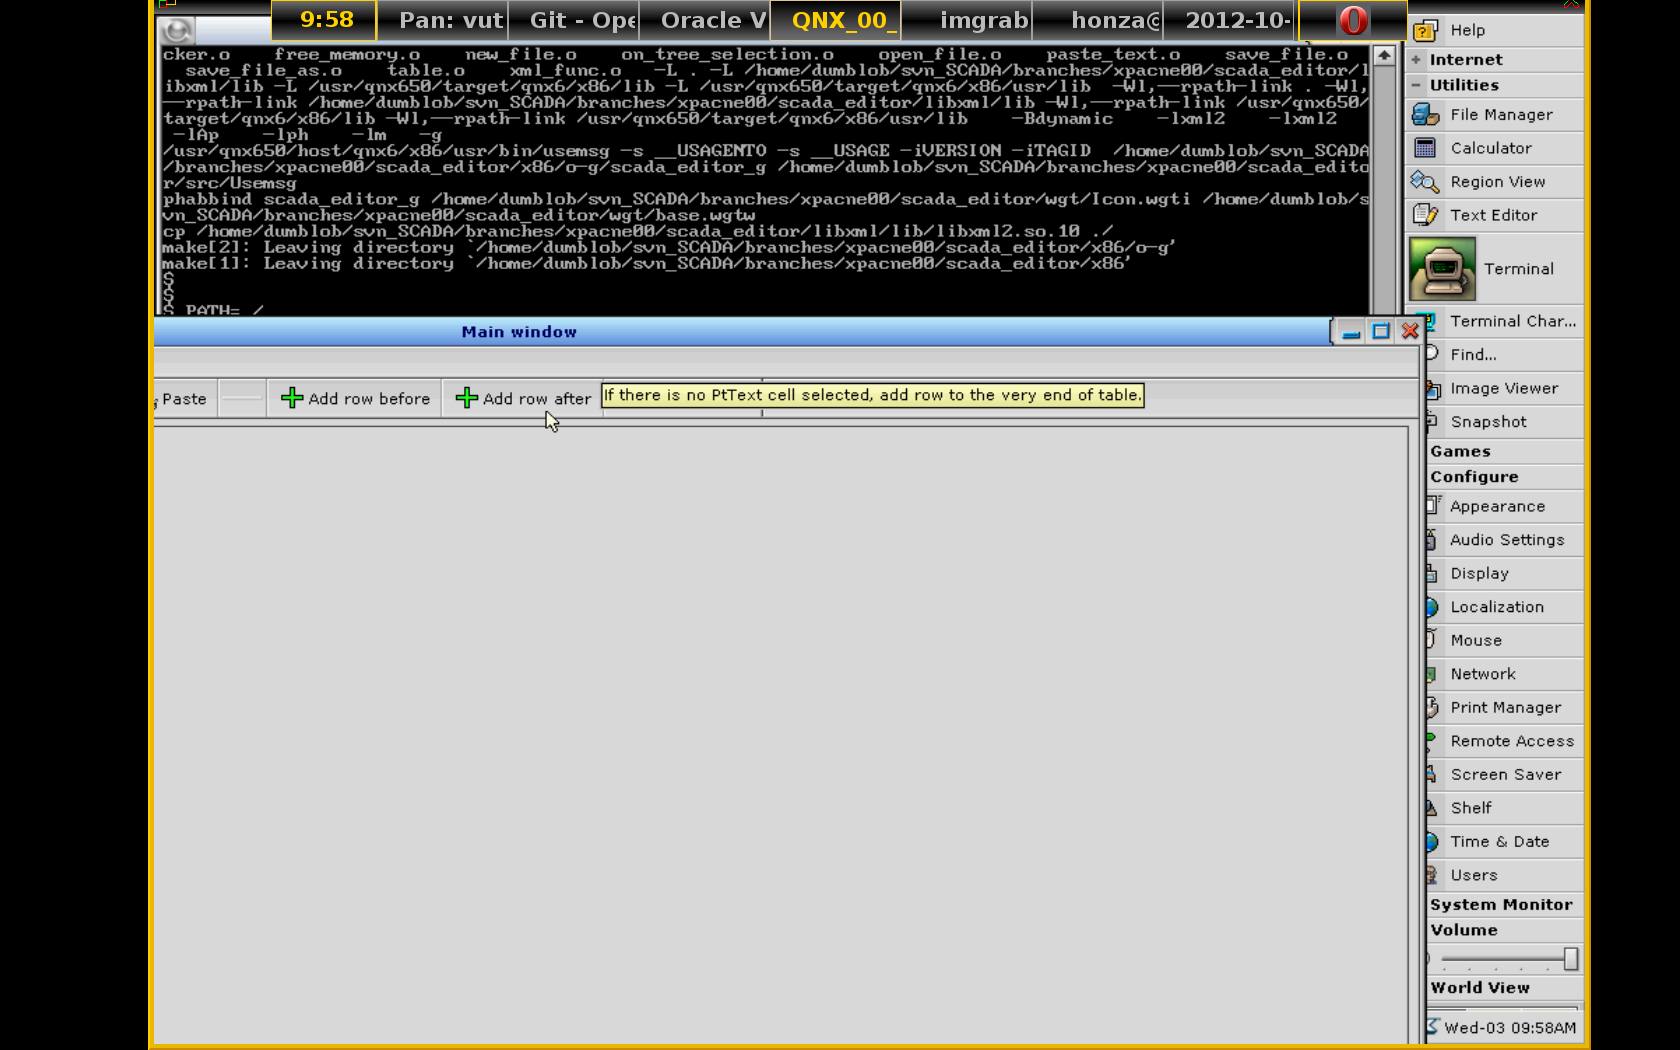 9:58
Pan: vut
Git - Ope
Oracle V
QNX_00_
imgrab
honza@
2012-10-
cker.o    free_memory.o    new_file.o    on_tree_selection.o    open_file.o    paste_text.o    save_file.o
save_file_as.o    table.o    xml_func.o   -L . -L /home/dumblob/svn_SCADA/branches/xpacne00/scada_editor/l
ibxml/lib -L /usr/qnx650/target/qnx6/x86/lib -L /usr/qnx650/target/qnx6/x86/usr/lib  -Wl,--rpath-link . -Wl,
--rpath-link /home/dumblob/svn_SCADA/branches/xpacne00/scada_editor/libxml/lib -Wl,--rpath-link /usr/qnx650/
target/qnx6/x86/lib -Wl,--rpath-link /usr/qnx650/target/qnx6/x86/usr/lib    -Bdynamic    -lxml2    -lxml2
-lAp    -lph    -lm   -g
/usr/qnx650/host/qnx6/x86/usr/bin/usemsg -s __USAGENTO -s __USAGE -iVERSION -iTAGID  /home/dumblob/svn_SCADA
/branches/xpacne00/scada_editor/x86/o-g/scada_editor_g /home/dumblob/svn_SCADA/branches/xpacne00/scada_edito
r/src/Usemsg
phabbind scada_editor_g /home/dumblob/svn_SCADA/branches/xpacne00/scada_editor/wgt/Icon.wgti /home/dumblob/s
vn_SCADA/branches/xpacne00/scada_editor/wgt/base.wgtw
cp /home/dumblob/svn_SCADA/branches/xpacne00/scada_editor/libxml/lib/libxml2.so.10 ./
make[2]: Leaving directory `/home/dumblob/svn_SCADA/branches/xpacne00/scada_editor/x86/o-g'
make[1]: Leaving directory `/home/dumblob/svn_SCADA/branches/xpacne00/scada_editor/x86'
$
$
$ PATH= /
Main window
Paste
Add row before
Add row after
If there is no PtText cell selected, add row to the very end of table.
Help
Internet
Utilities
File Manager
Calculator
Region View
Text Editor
Terminal
Terminal Char...
Find...
Image Viewer
Snapshot
Games
Configure
Appearance
Audio Settings
Display
Localization
Mouse
Network
Print Manager
Remote Access
Screen Saver
Shelf
Time & Date
Users
System Monitor
Volume
World View
Wed-03 09:58AM